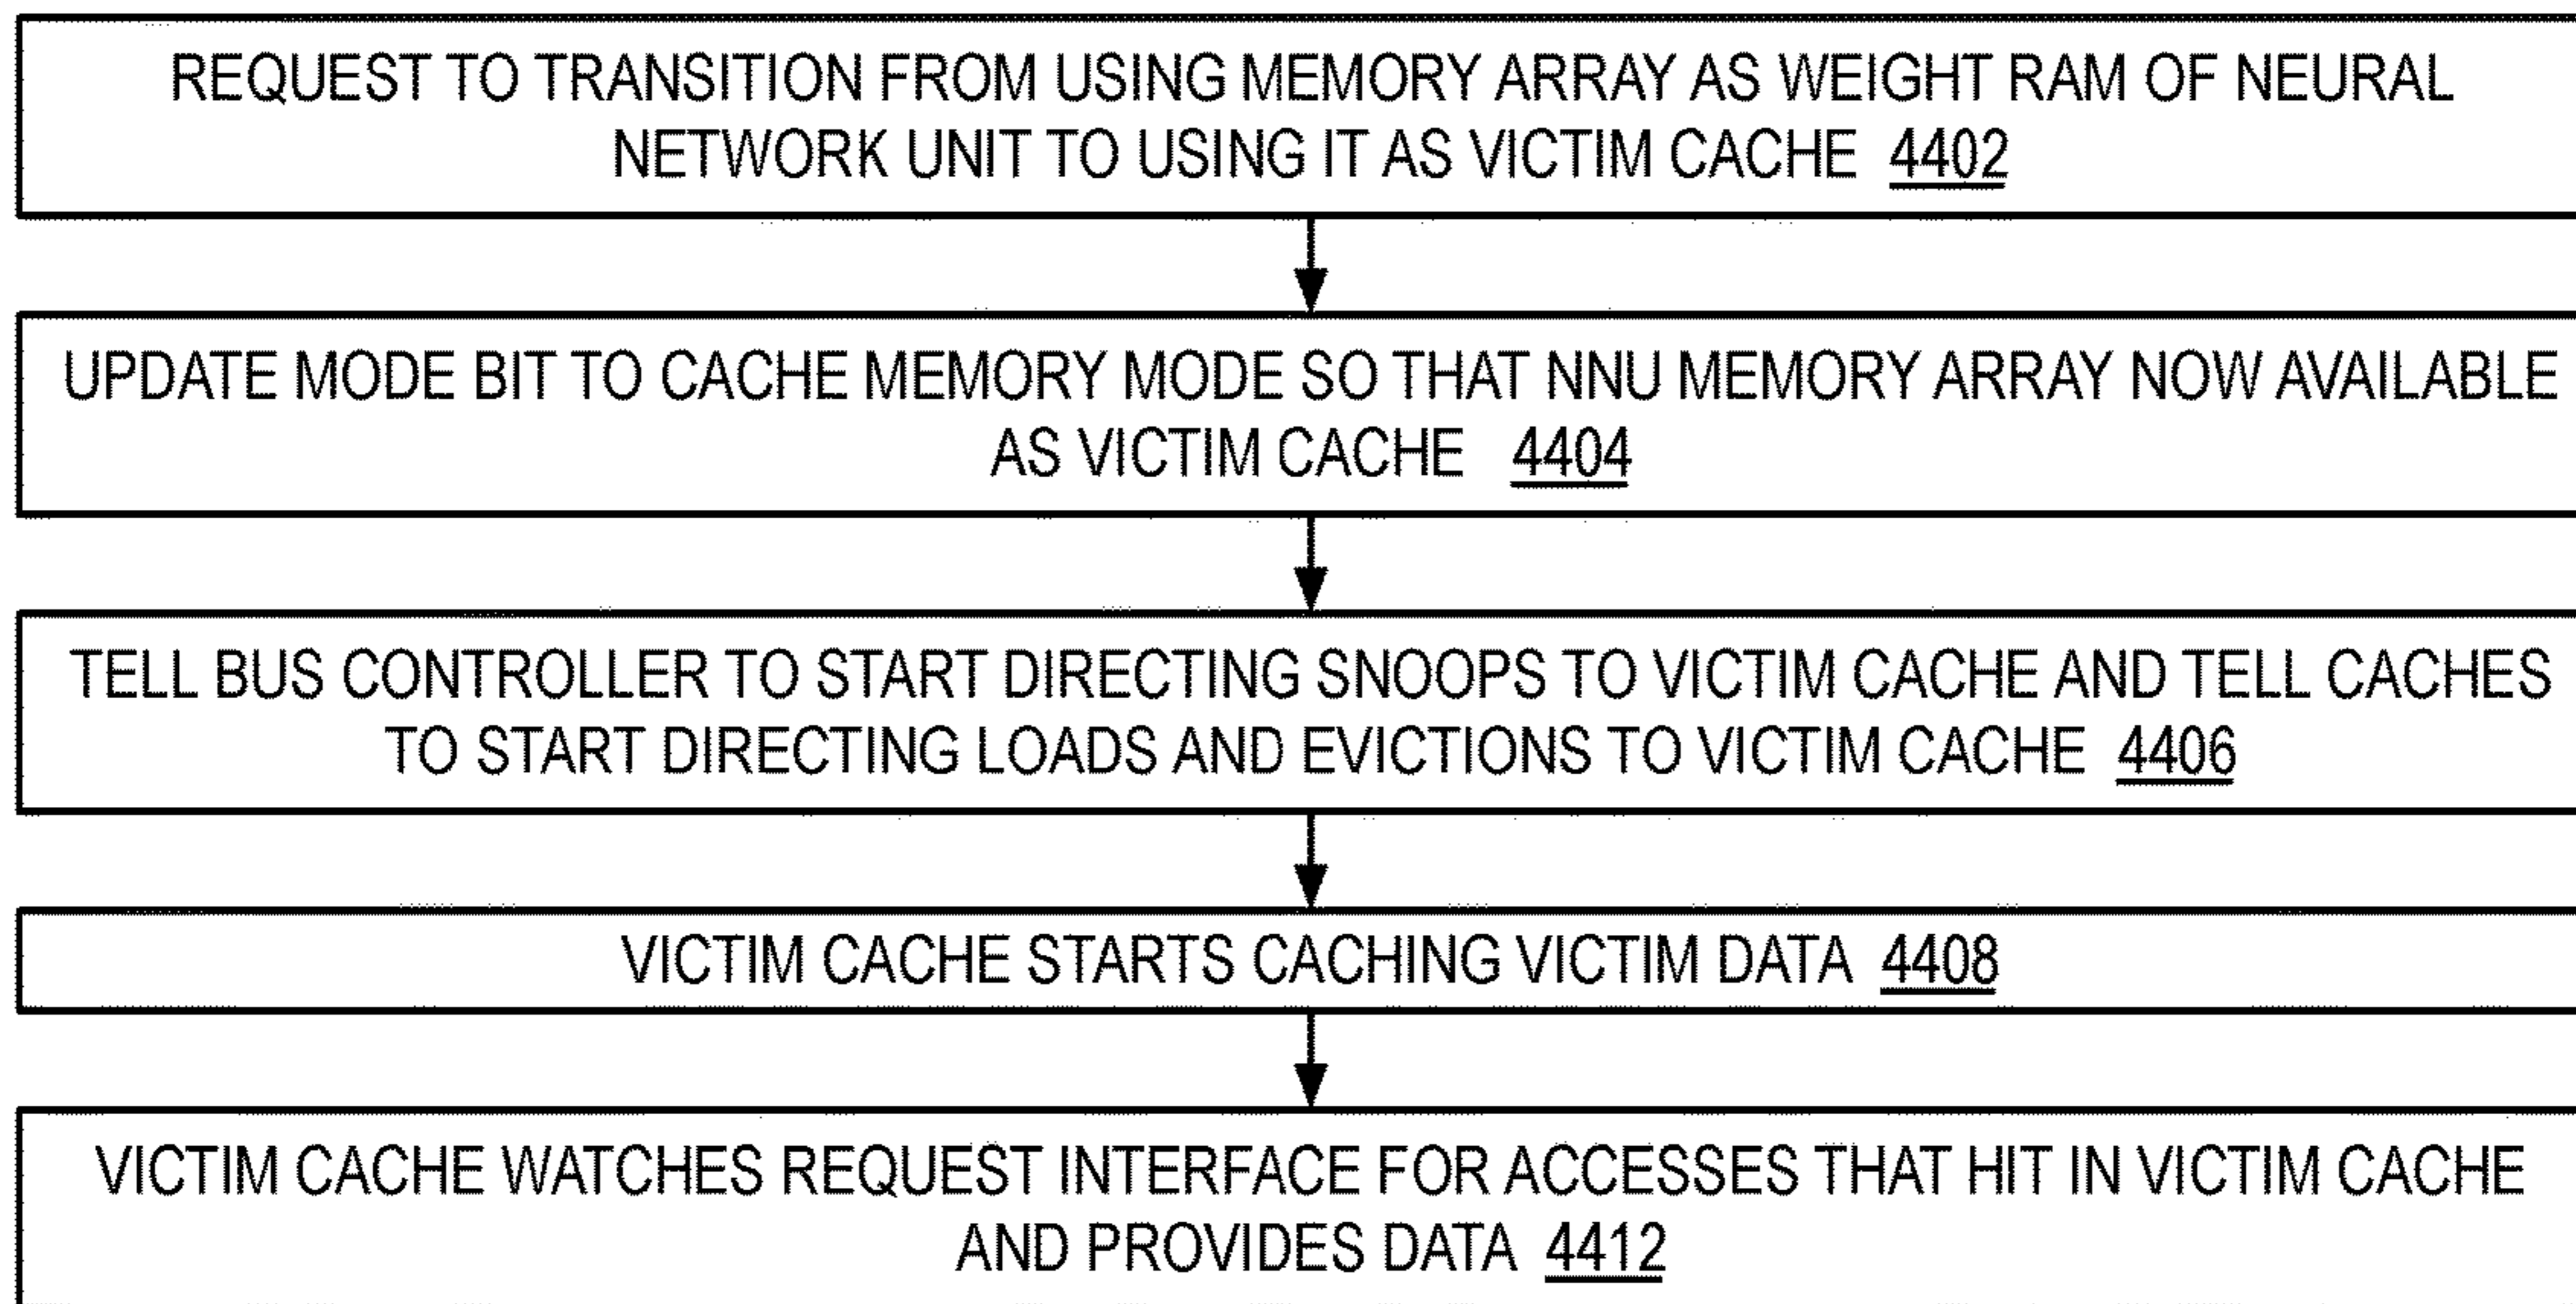 REQUEST TO TRANSITION FROM USING MEMORY ARRAY AS WEIGHT RAM OF NEURAL
NETWORK UNIT TO USING IT AS VICTIM CACHE 4402
UPDATE MODE BIT TO CACHE MEMORY MODE SO THAT NNU MEMORY ARRAY NOW AVAILABLE
AS VICTIM CACHE 4404
TELL BUS CONTROLLER TO START DIRECTING SNOOPS TO VICTIM CACHE AND TELL CACHES
TO START DIRECTING LOADS AND EVICTIONS TO VICTIM CACHE 4406
VICTIM CACHE STARTS CACHING VICTIM DATA 4408
VICTIM CACHE WATCHES REQUEST INTERFACE FOR ACCESSES THAT HIT IN VICTIM CACHE
AND PROVIDES DATA 4412